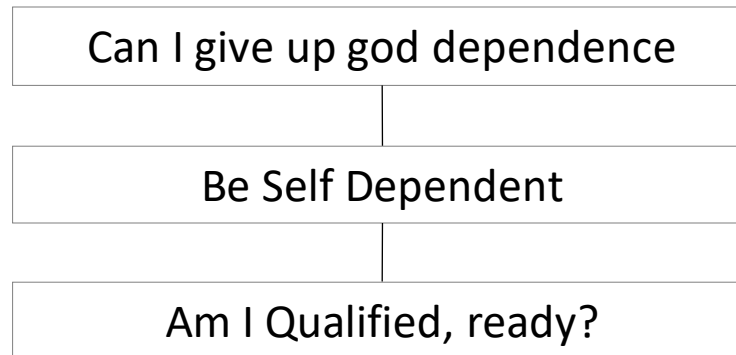 Can I give up god dependence
Be Self Dependent
Am I Qualified, ready?